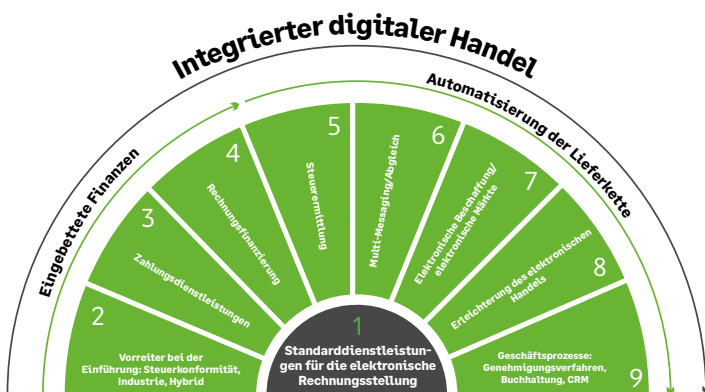 Integrierter digitaler Handel
Eingebettete Finanzen
Automatisierung der Lieferkette
1
Standarddienstleistun-
gen für die elektronische
Rechnungsstellung
2
Vorreiter bei der
Einführung: Steuerkonformität,
Industrie, Hybrid
3
Zahlungsdienstleistungen
4
Rechnungsfinanzierung
5
Steuerermittlung
6
Multi-Messaging/Abgleich
7
Elektronische Beschaffung/
elektronische Märkte
8
Erleichterung des elektronischen
Handels
9
Geschäftsprozesse:
Genehmigungsverfahren,
Buchhaltung, CRM